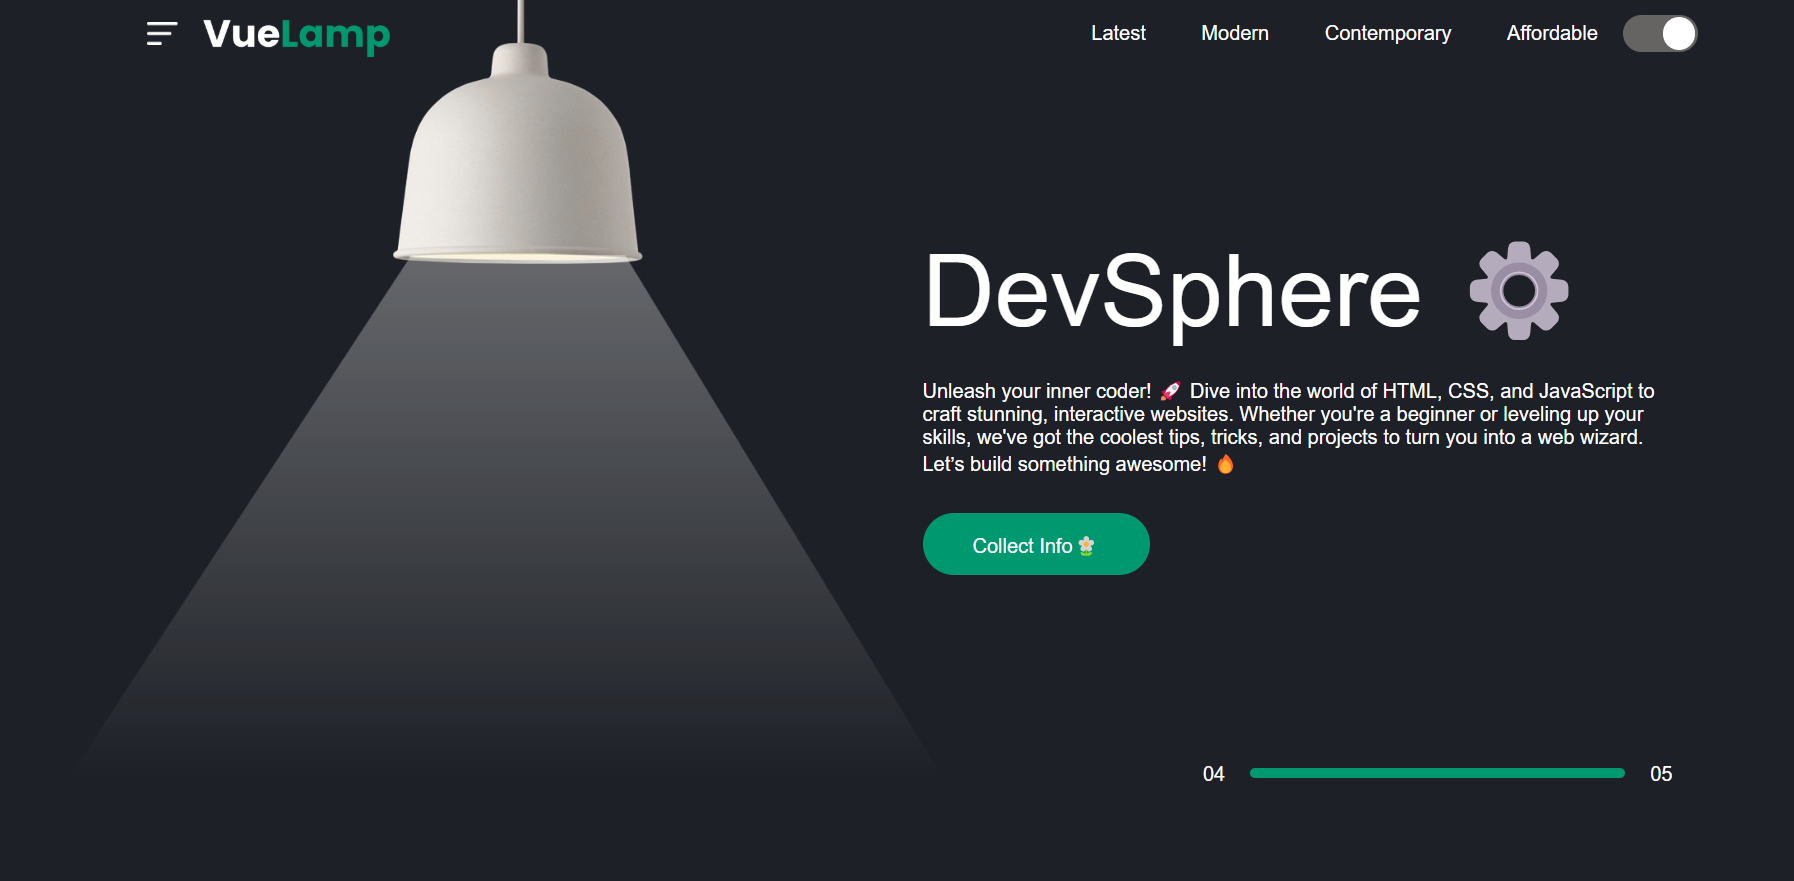 VueLamp
Latest
Modern
Contemporary
Affordable
DevSphere ⚙️
Unleash your inner coder! 🚀 Dive into the world of HTML, CSS, and JavaScript to
craft stunning, interactive websites. Whether you're a beginner or leveling up your
skills, we've got the coolest tips, tricks, and projects to turn you into a web wizard.
Let’s build something awesome! 🔥
Collect Info🌼
04
05